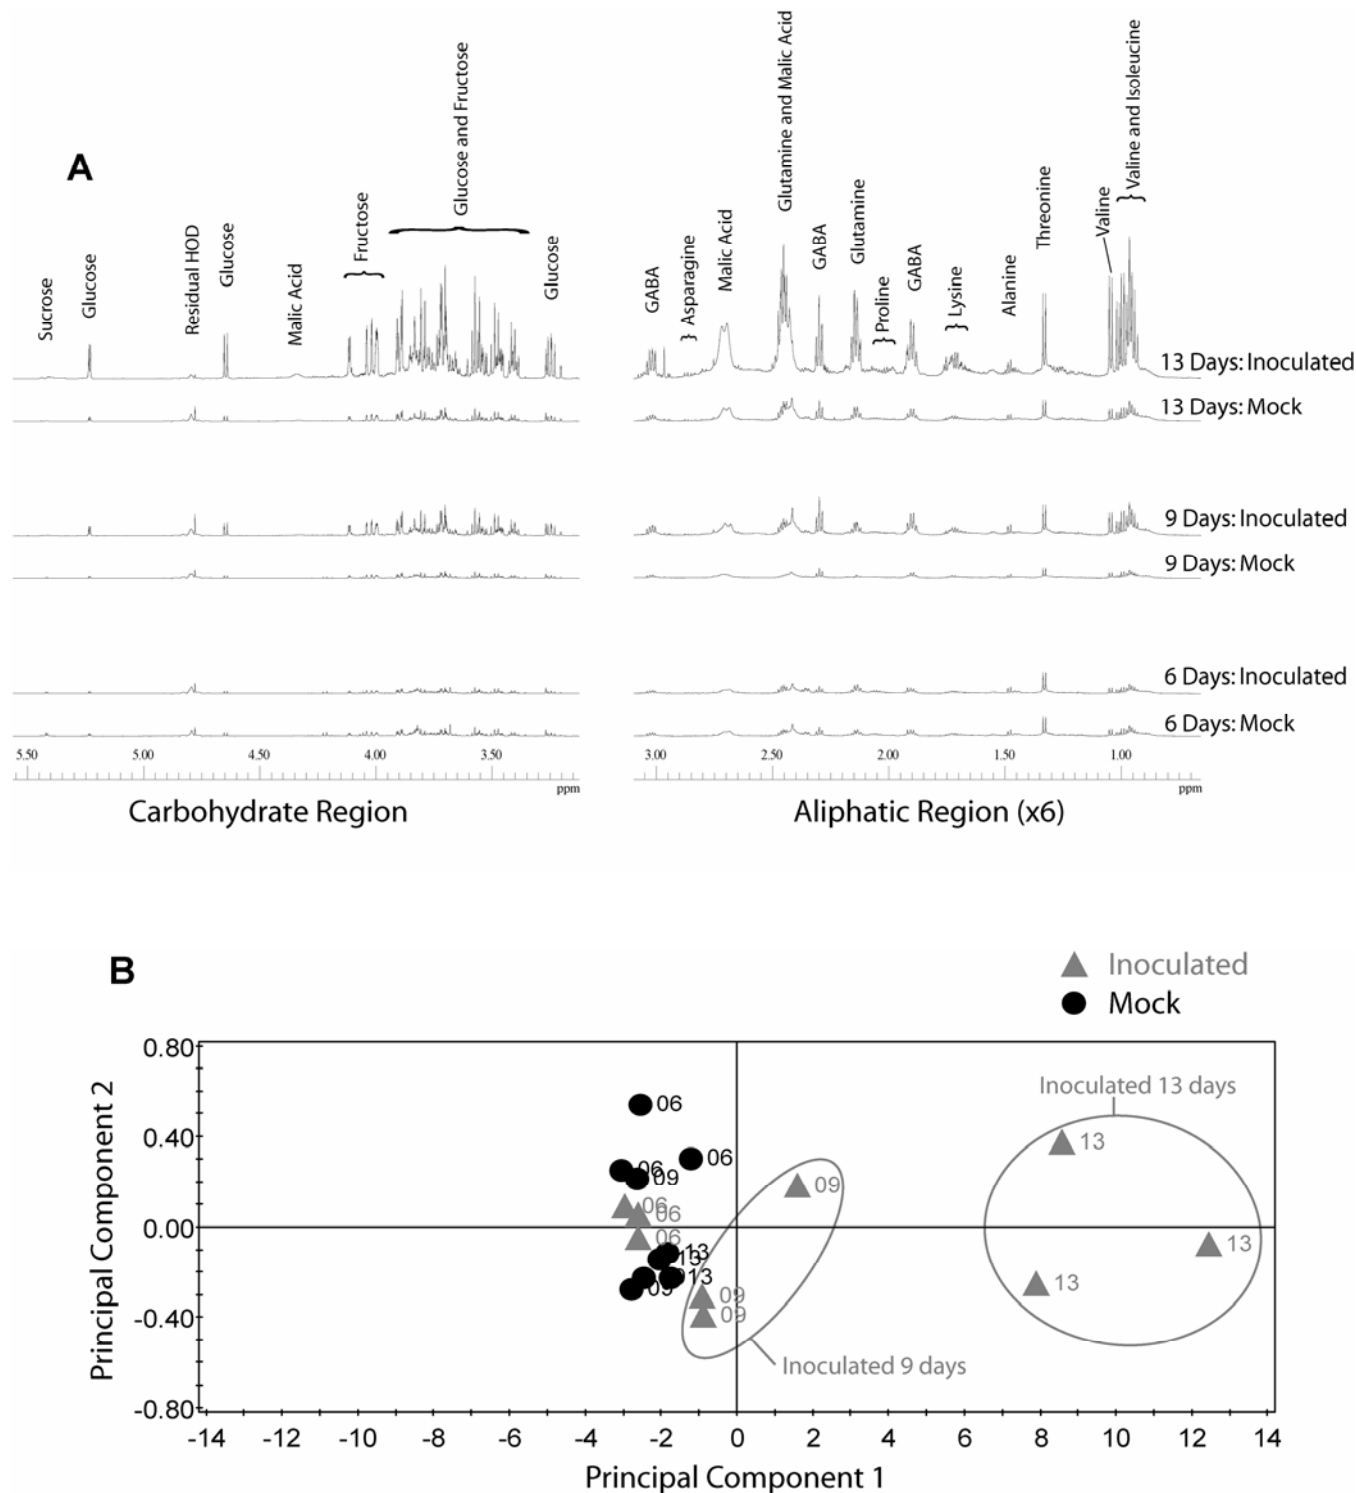 A
Sucrose
Glucose
Residual HOD
Glucose
Malic Acid
Fructose
Glucose and Fructose
Glucose
GABA
Asparagine
Malic Acid
Glutamine and Malic Acid
GABA
Glutamine
Proline
GABA
Lysine
Alanine
Threonine
Valine
Valine and Isoleucine
13 Days: Inoculated
13 Days: Mock
9 Days: Inoculated
9 Days: Mock
6 Days: Inoculated
6 Days: Mock
5.50 5.00 4.50 4.00 3.50 ppm
3.00 2.50 2.00 1.50 1.00 ppm
Carbohydrate Region
Aliphatic Region (x6)
B
Inoculated
Mock
Principal Component 2
0.80
0.40
0.00
-0.40
-0.80
Inoculated 13 days
06
06
06
09
06
06
06
09
13
13
13
13
13
09
09
09
Inoculated 9 days
-14 -12 -10 -8 -6 -4 -2 0 2 4 6 8 10 12 14
Principal Component 1